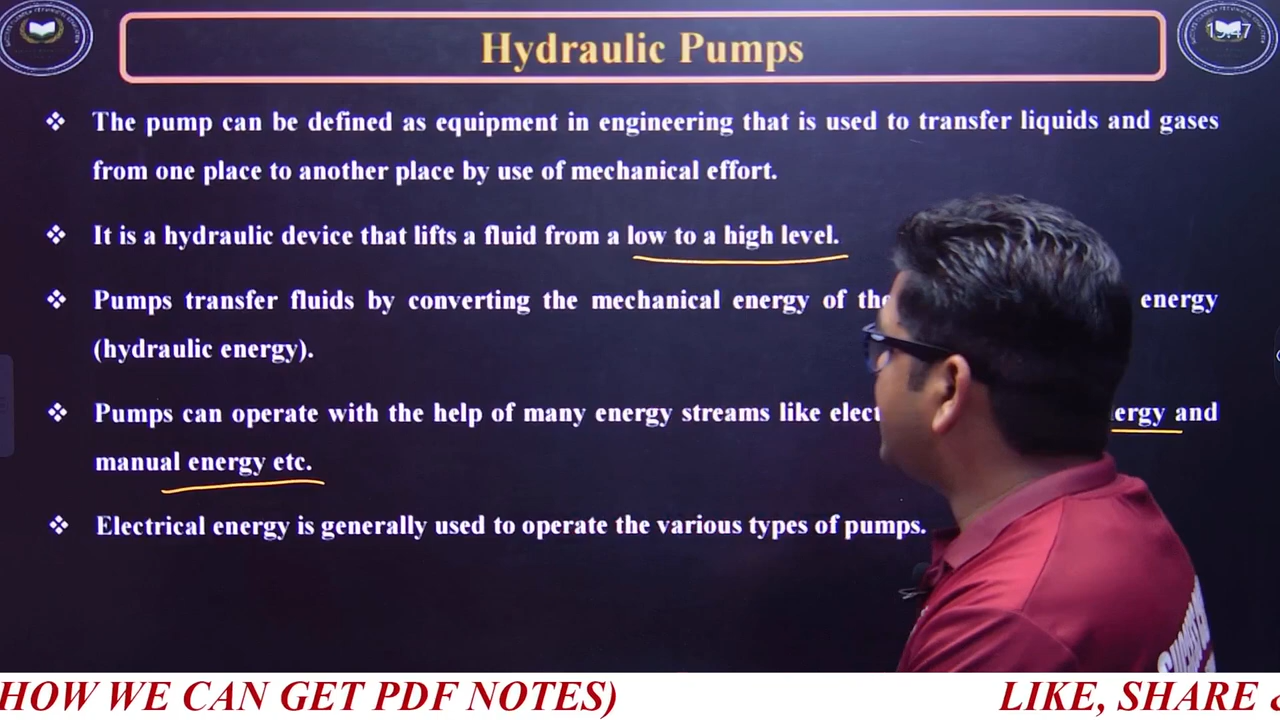 Hydraulic Pumps
The pump can be defined as equipment in engineering that is used to transfer liquids and gases
from one place to another place by use of mechanical effort.
It is a hydraulic device that lifts a fluid from a low to a high level.
Pumps transfer fluids by converting the mechanical energy of the energy
(hydraulic energy).
Pumps can operate with the help of many energy streams like and
manual energy etc.
Electrical energy is generally used to operate the various types of pumps.
HOW WE CAN GET PDF NOTES) LIKE, SHARE